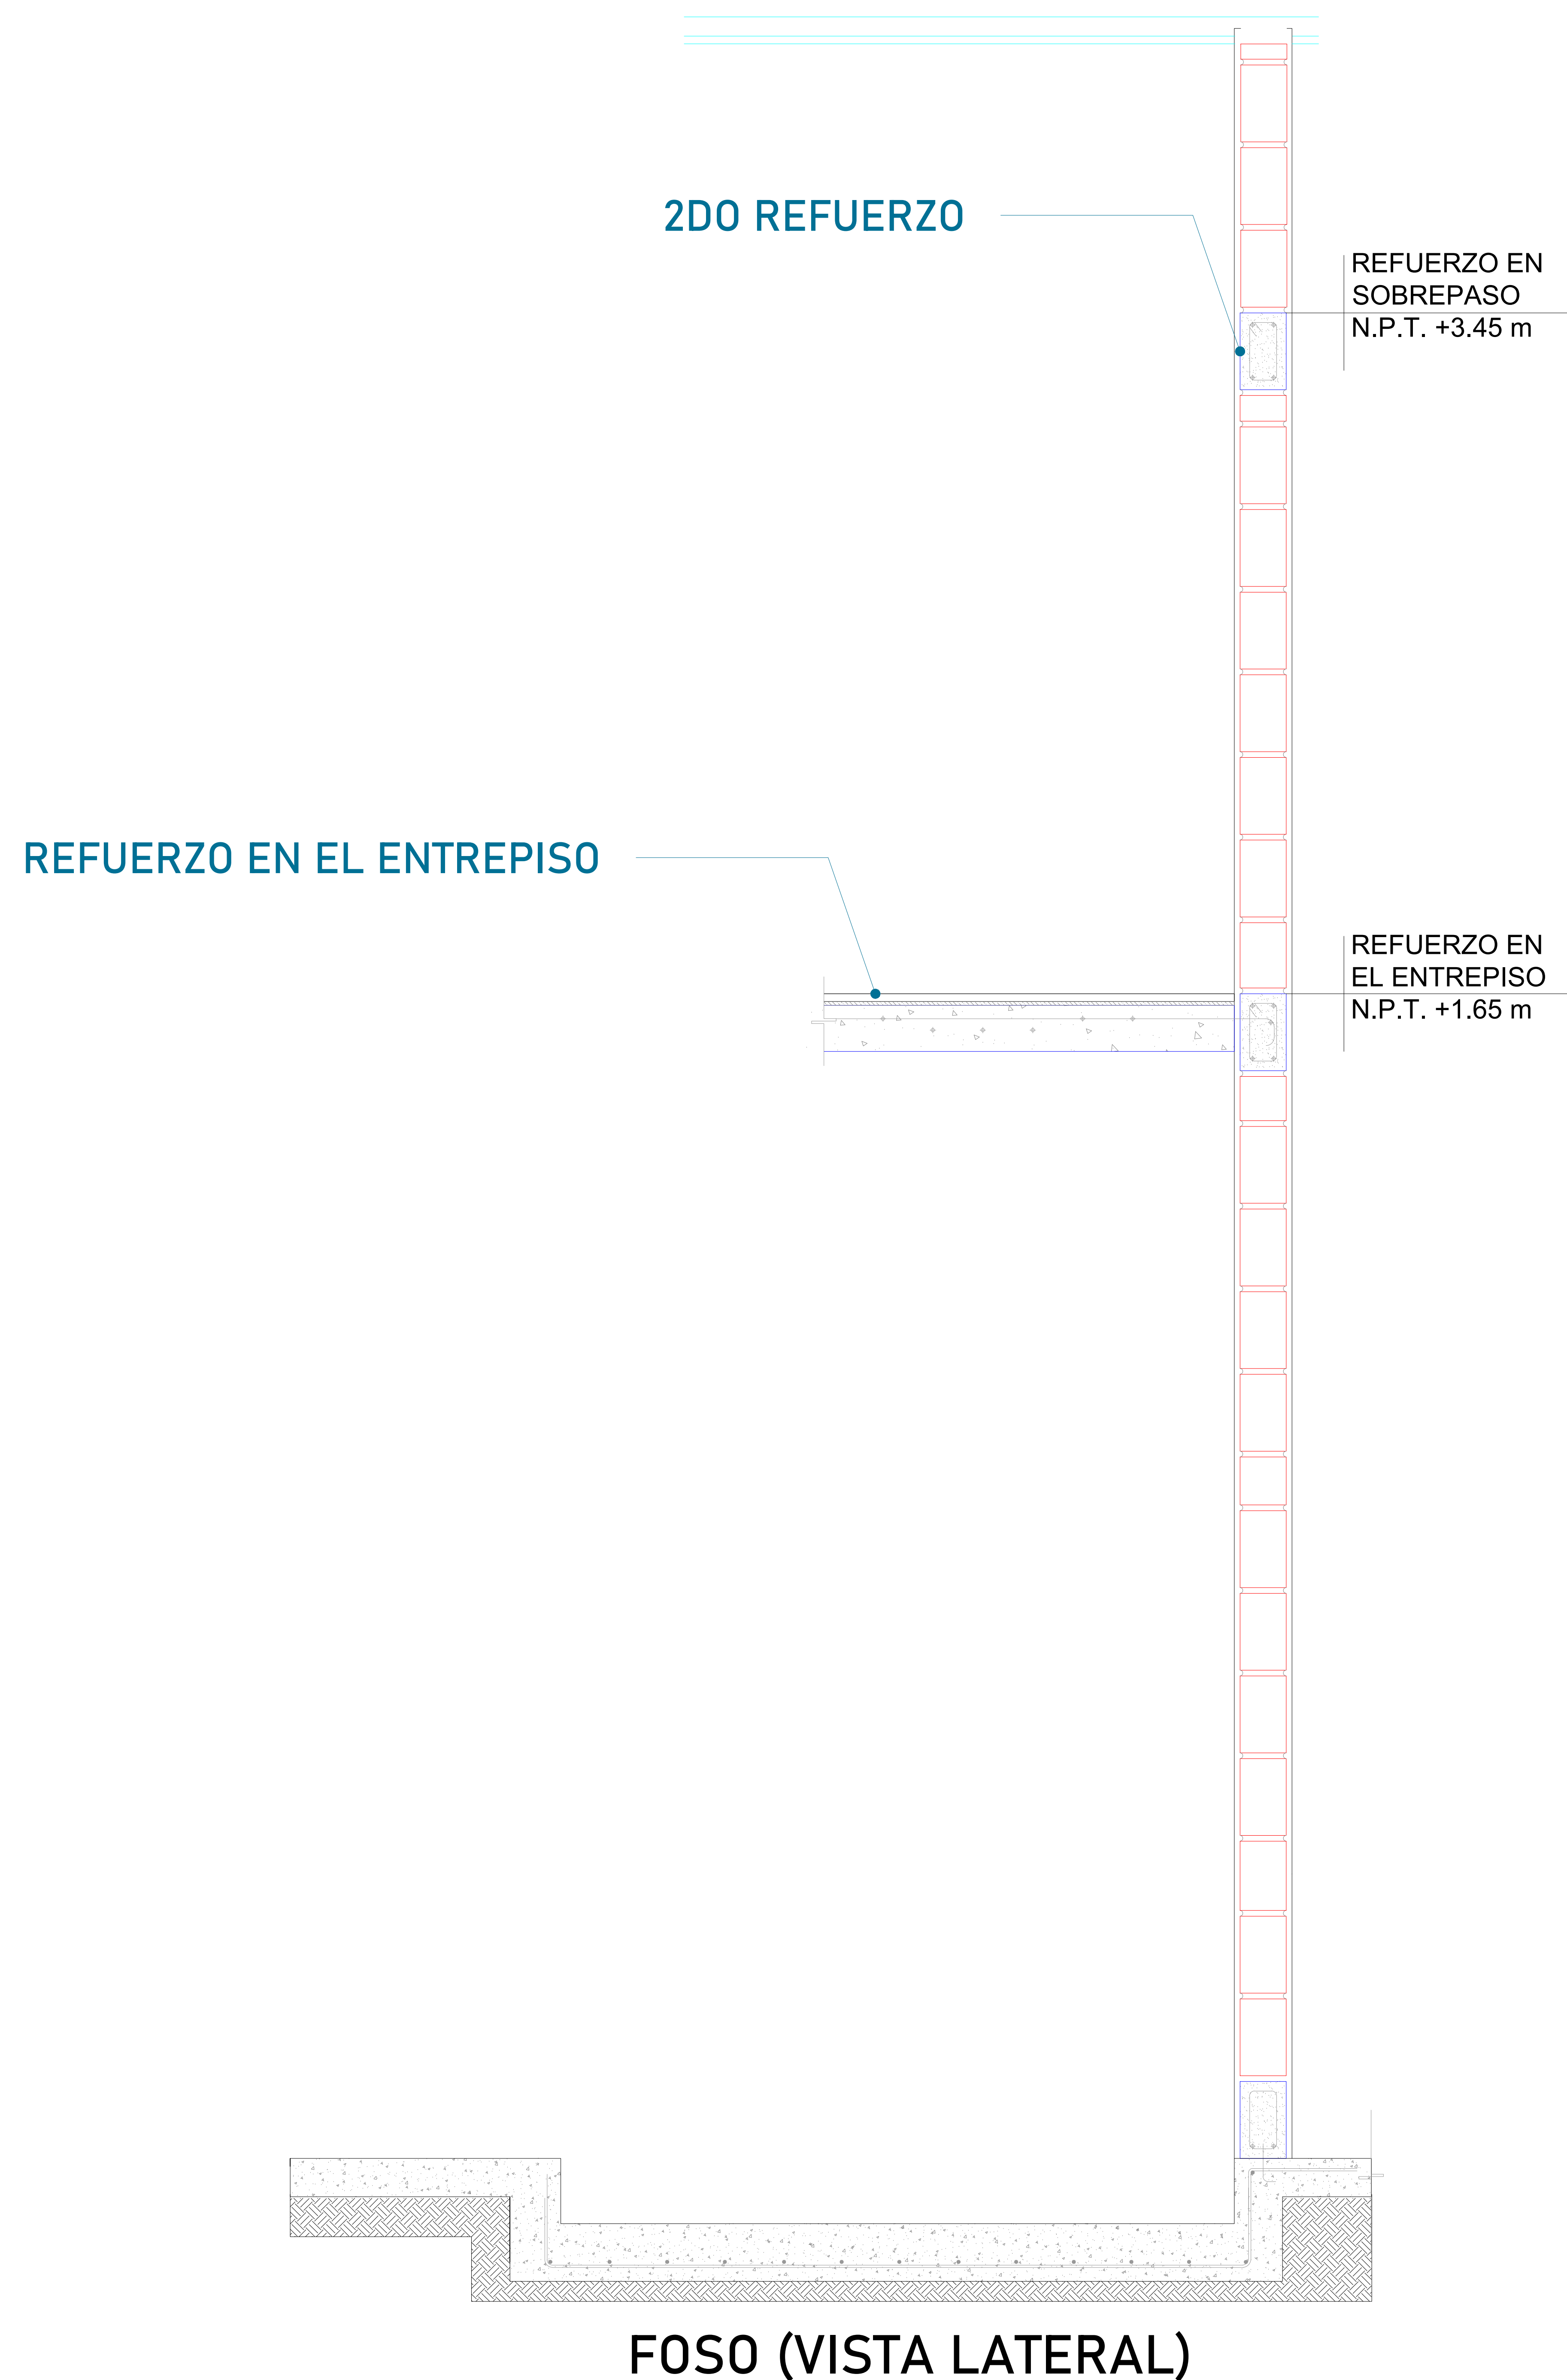 2DO REFUERZO
REFUERZO EN
SOBREPASO
N.P.T. +3.45 m
REFUERZO EN EL ENTREPISO
REFUERZO EN
EL ENTREPISO
N.P.T. +1.65 m
FOSO (VISTA LATERAL)